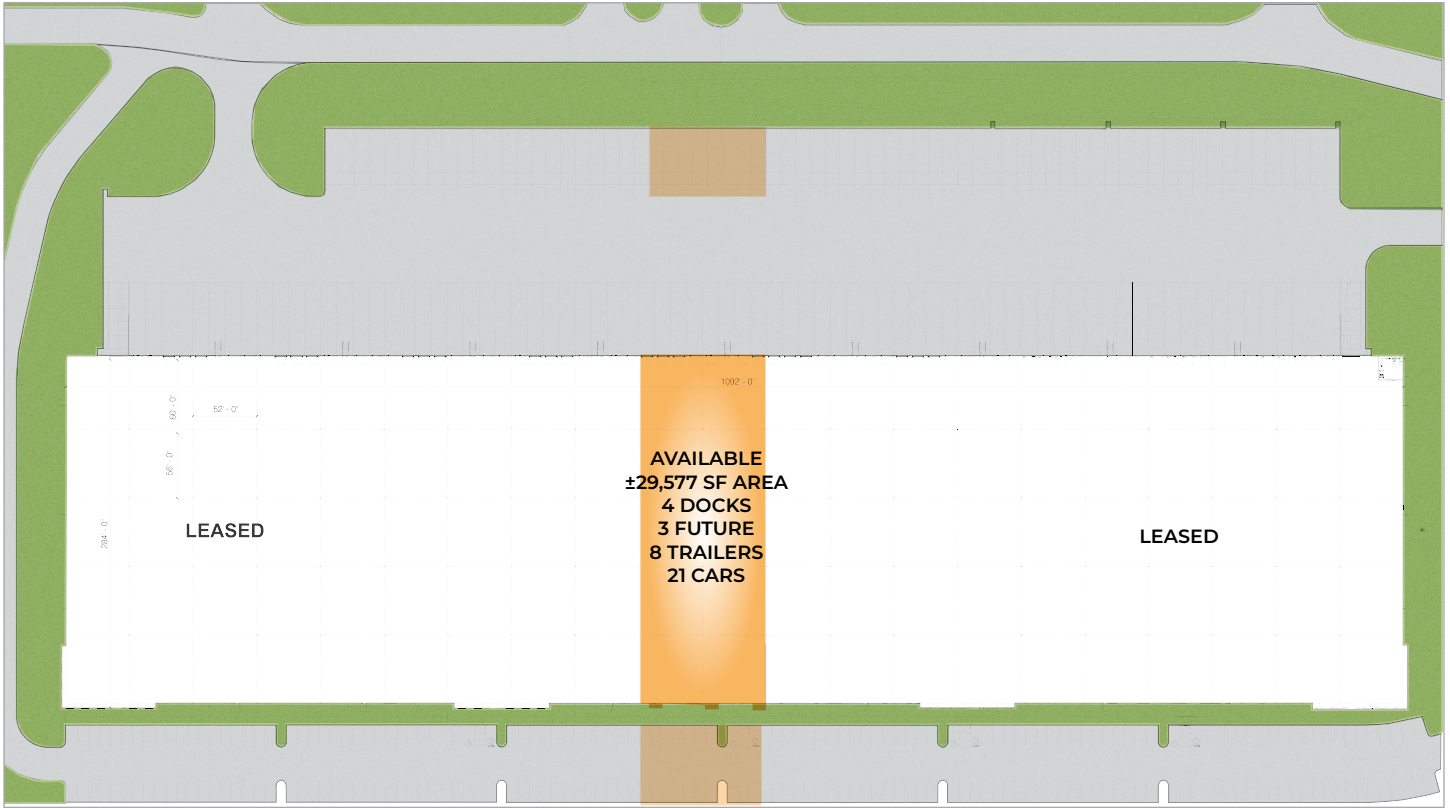 1092' - 0"
60' - 0"
52' - 0"
56' - 0"
284' - 0"
AVAILABLE
±29,577 SF AREA
4 DOCKS
3 FUTURE
8 TRAILERS
21 CARS
LEASED
LEASED